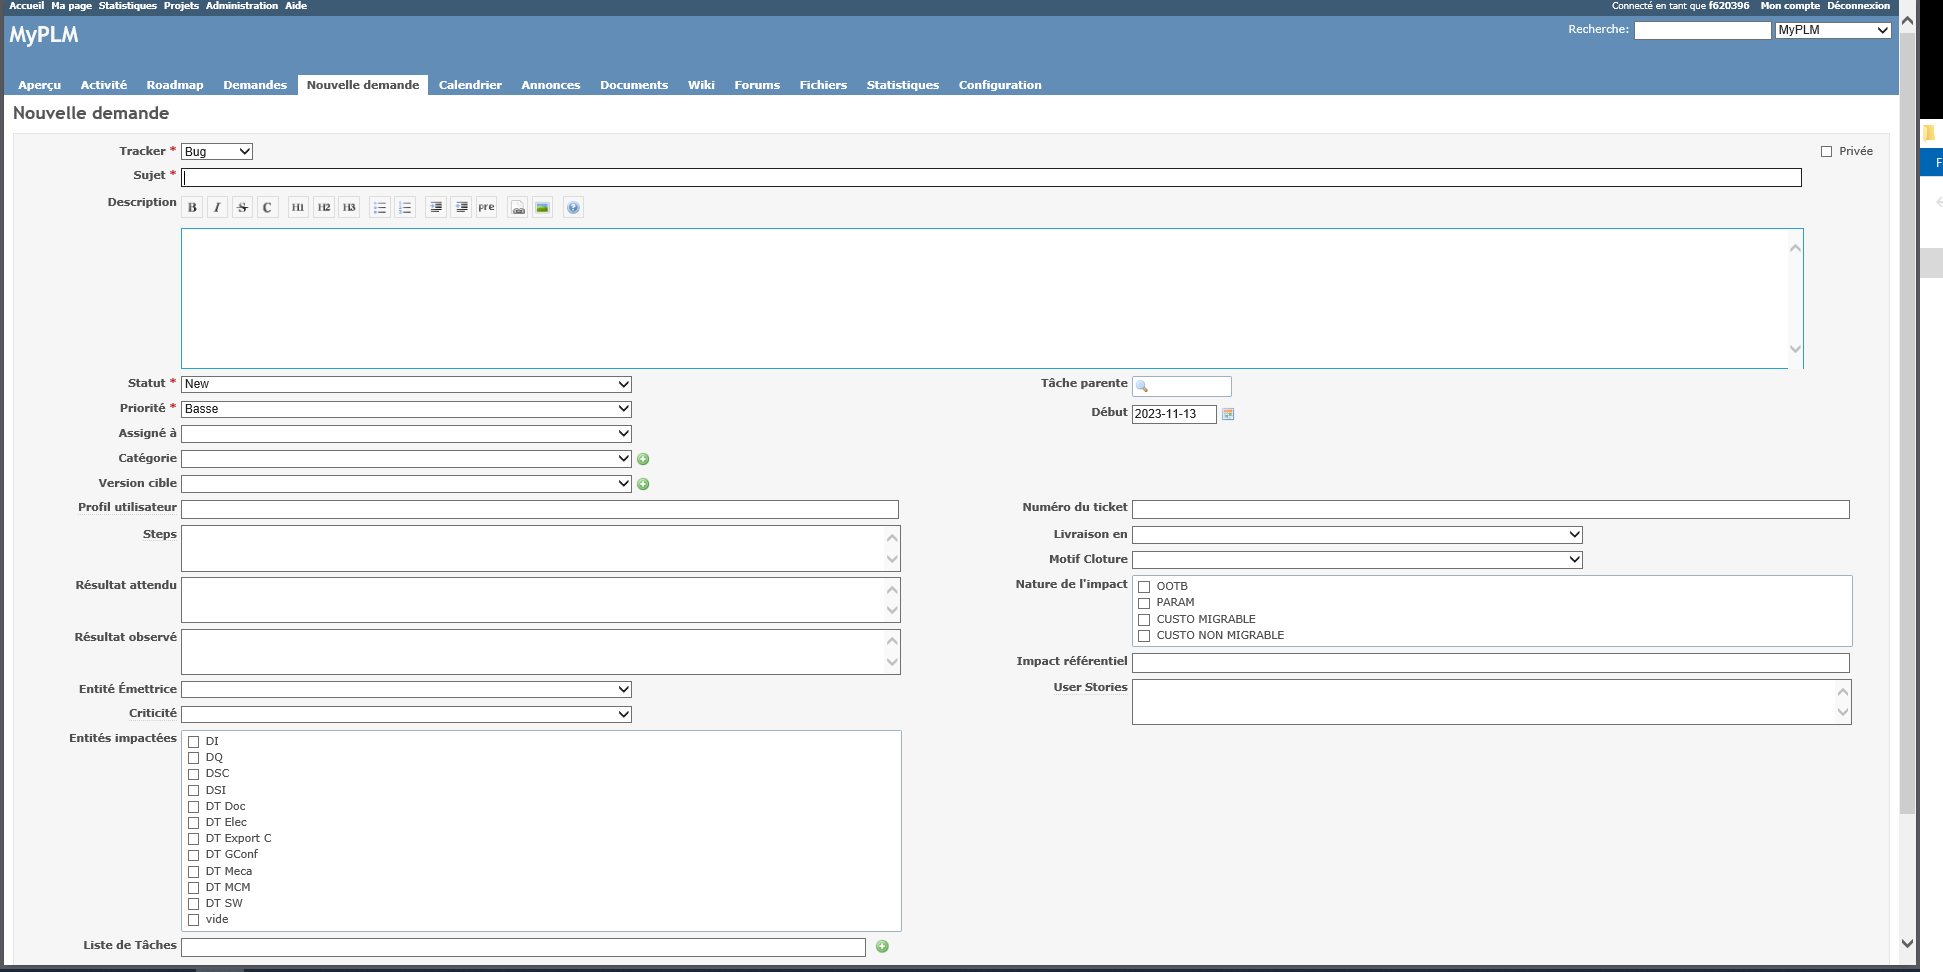 Accueil Ma page Statistiques Projets Administration Aide
Connecté en tant que f620396 Mon compte Déconnexion
MyPLM
Recherche: MyPLM
Aperçu Activité Roadmap Demandes Nouvelle demande Calendrier Annonces Documents Wiki Forums Fichiers Statistiques Configuration
Nouvelle demande
Tracker * Bug
Privée
Sujet *
Description B I S C H1 H2 H3 pre
Statut * New
Tâche parente
Priorité * Basse
Début 2023-11-13
Assigné à
Catégorie
Version cible
Profil utilisateur
Numéro du ticket
Steps
Livraison en
Motif Cloture
Résultat attendu
Nature de l'impact OOTB
PARAM
CUSTO MIGRABLE
CUSTO NON MIGRABLE
Résultat observé
Impact référentiel
Entité Émettrice
User Stories
Criticité
Entités impactées DI
DQ
DSC
DSI
DT Doc
DT Elec
DT Export C
DT GConf
DT Meca
DT MCM
DT SW
vide
Liste de Tâches
F